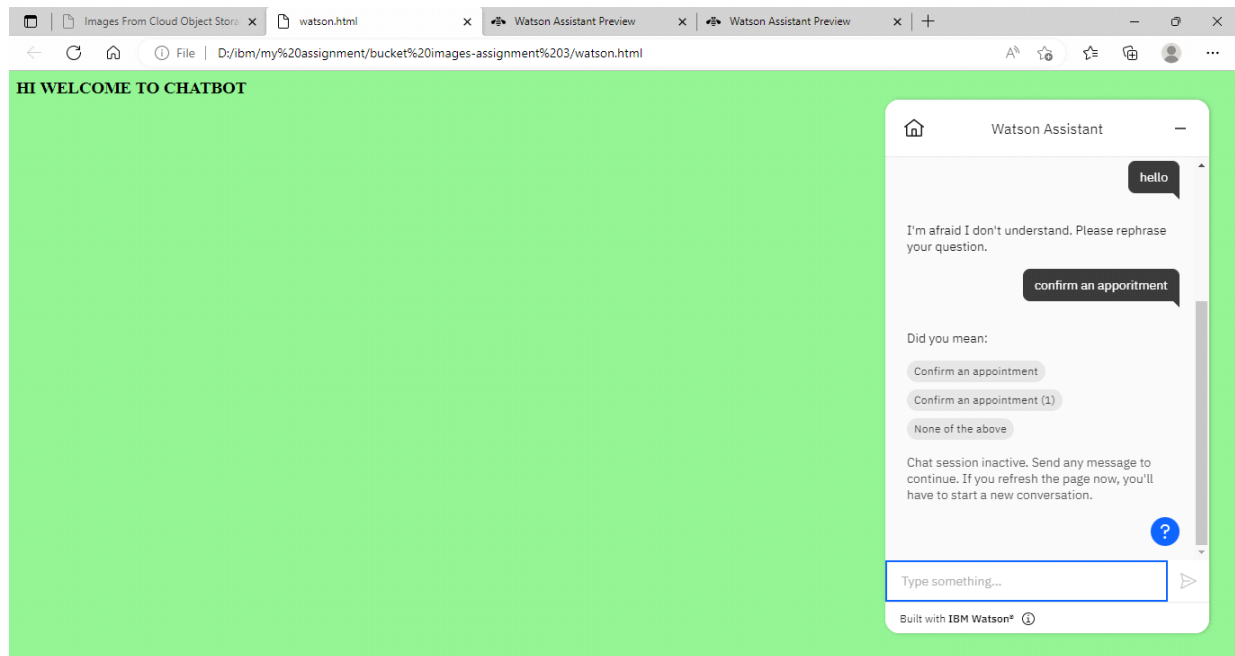 Images From Cloud Object Stora
watson.html
Watson Assistant Preview
Watson Assistant Preview
File | D:/ibm/my%20assignment/bucket%20images-assignment%203/watson.html
HI WELCOME TO CHATBOT
Watson Assistant
hello
I'm afraid I don't understand. Please rephrase
your question.
confirm an apporitment
Did you mean:
Confirm an appointment
Confirm an appointment (1)
None of the above
Chat session inactive. Send any message to
continue. If you refresh the page now, you'll
have to start a new conversation.
?
Type something...
Built with IBM Watson®